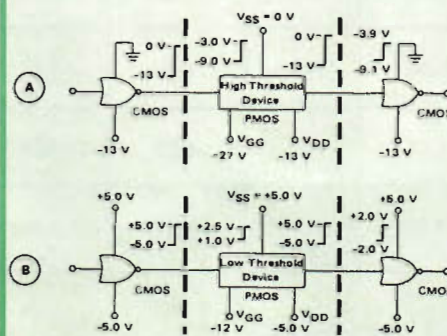 VSS = 0 V
0 V
-13 V
-3.0 V
-9.0 V
0 V
-13 V
-3.9 V
-9.1 V
A
High Threshold
Device
CMOS
PMOS
CMOS
-13 V
VGG
-27 V
VDD
-13 V
-13 V
+5.0 V
VSS = +5.0 V
+5.0 V
+5.0 V
-5.0 V
+2.5 V
+1.0 V
+5.0 V
-5.0 V
+2.0 V
-2.0 V
B
Low Threshold
Device
CMOS
PMOS
CMOS
-5.0 V
VGG
-12 V
VDD
-5.0 V
-5.0 V